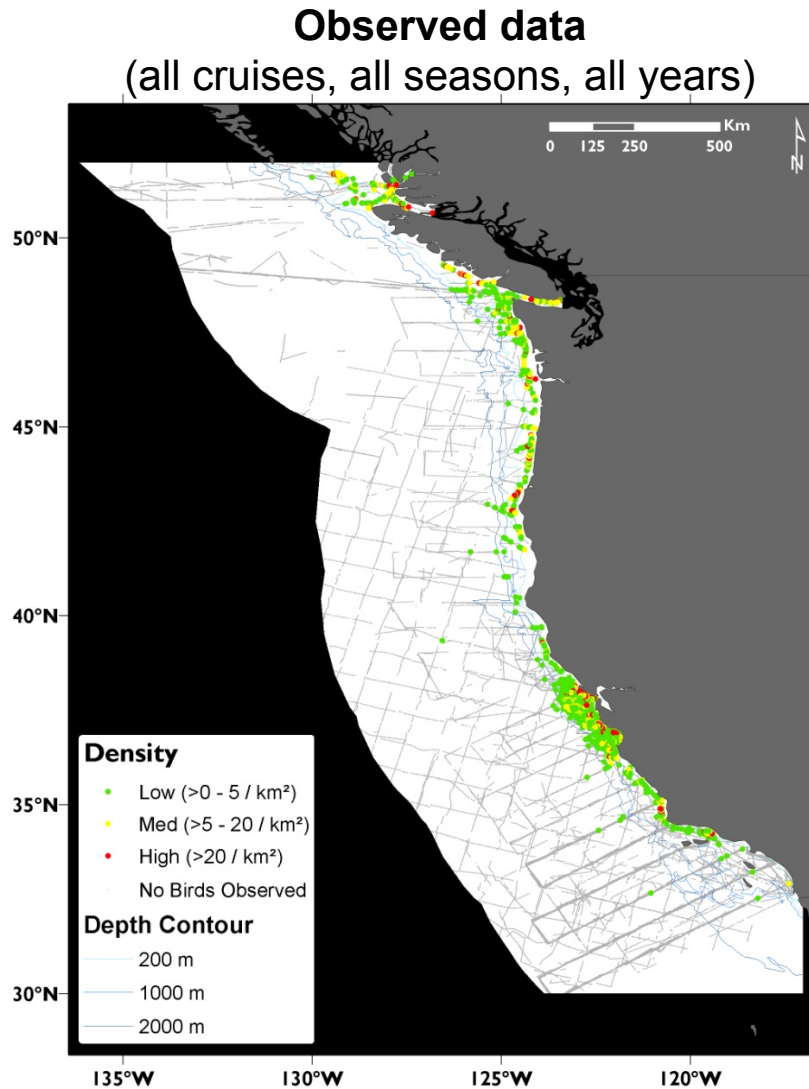 Observed data
(all cruises, all seasons, all years)
Km
0 125 250 500
N
50°N
45°N
40°N
35°N
30°N
Density
Low (>0 - 5 / km²)
Med (>5 - 20 / km²)
High (>20 / km²)
No Birds Observed
Depth Contour
200 m
1000 m
2000 m
135°W 130°W 125°W 120°W